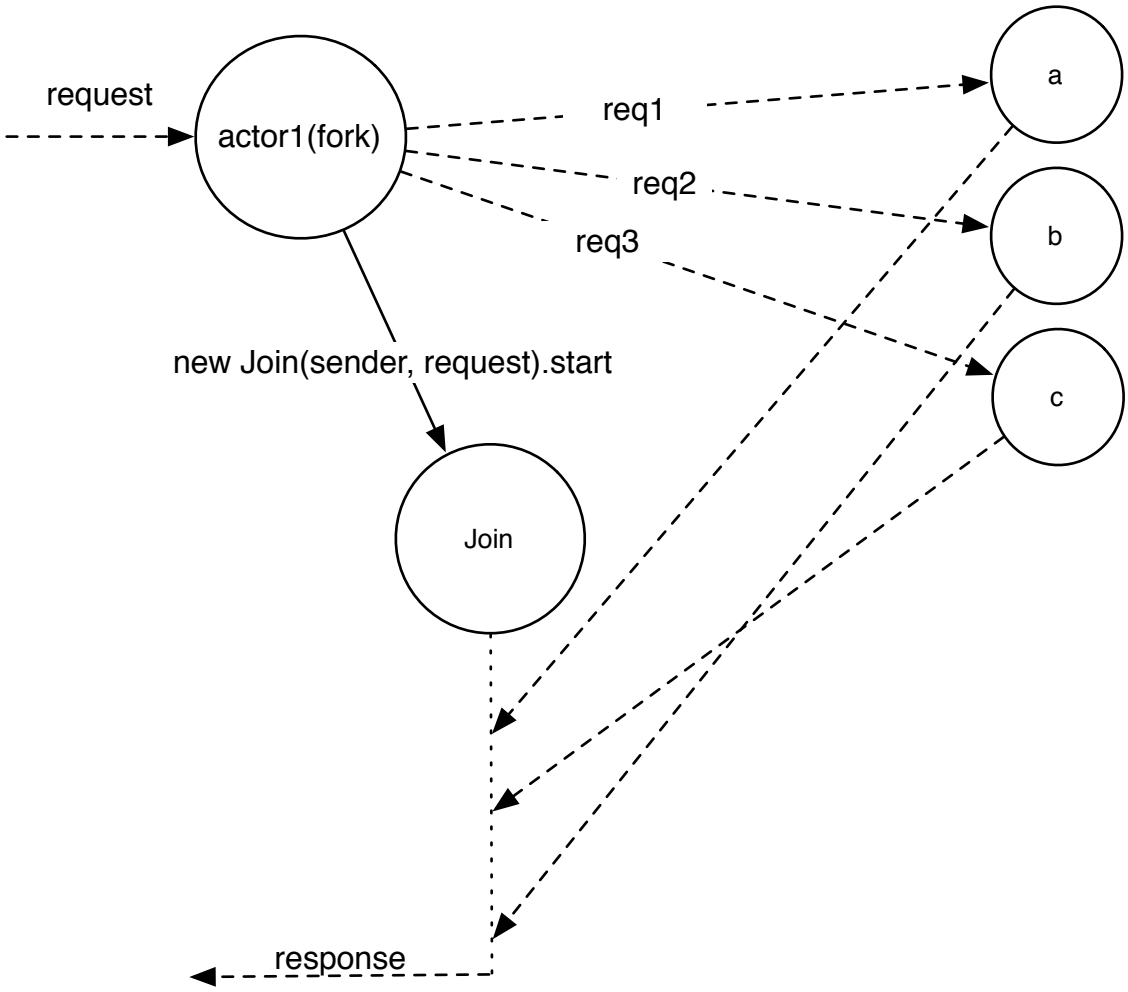 request
actor1(fork)
req1
a
req2
b
req3
new Join(sender, request).start
c
Join
response